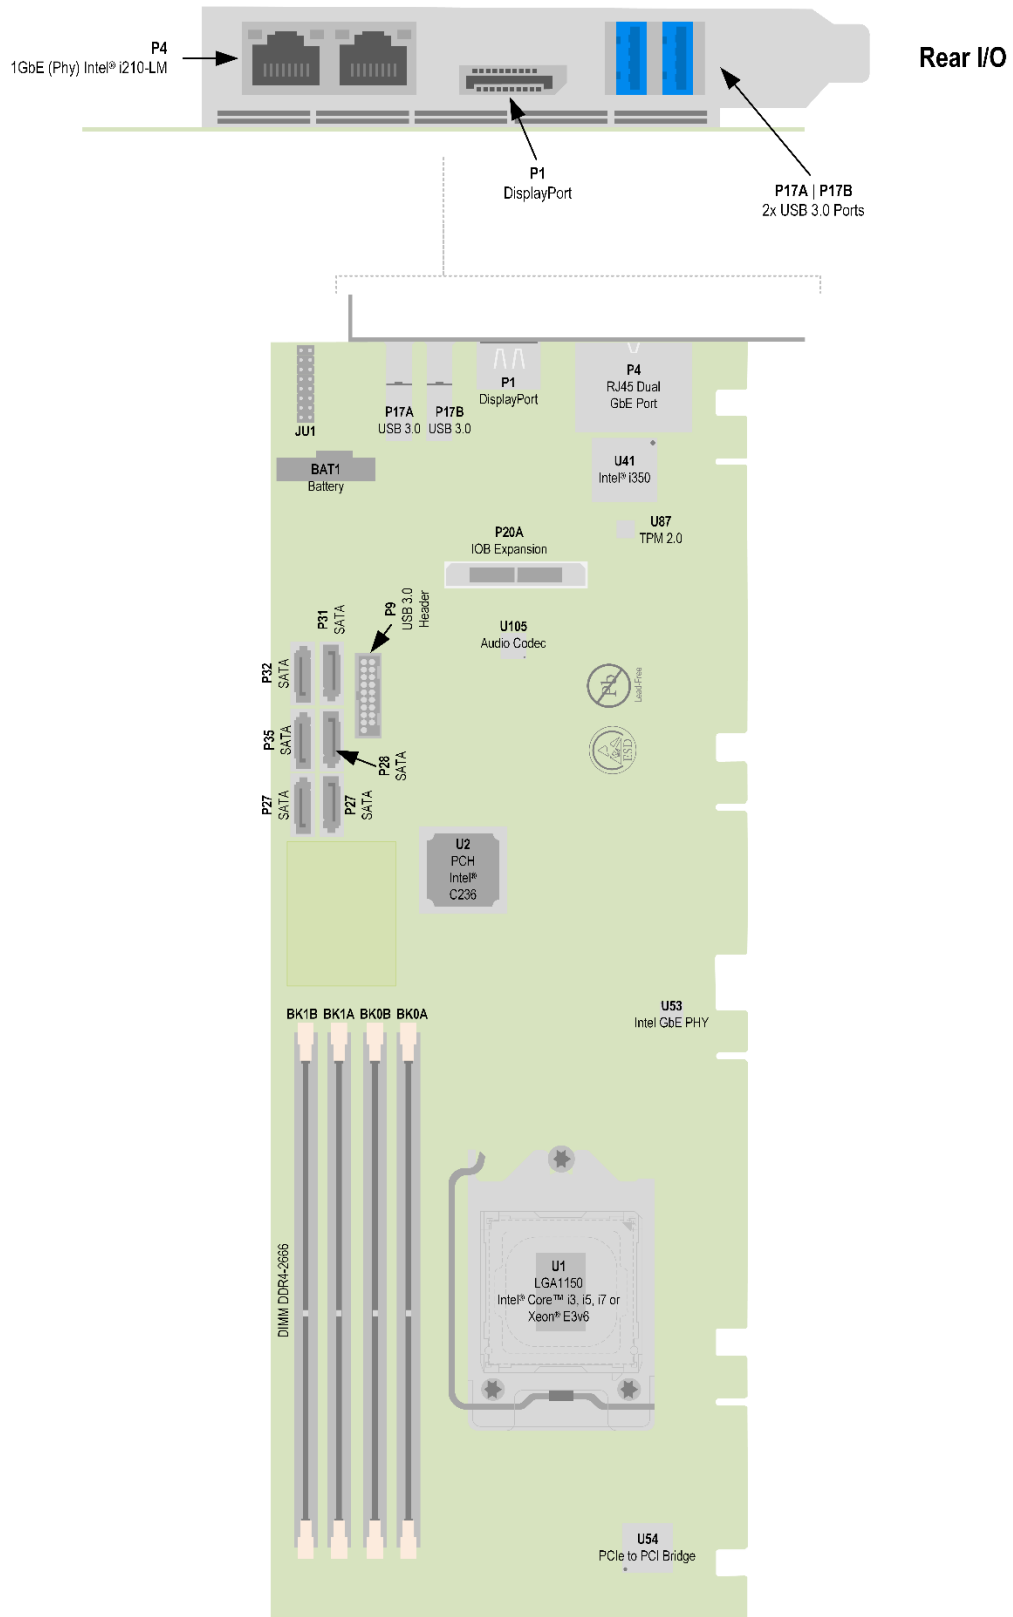 Rear I/O
P4
1GbE (Phy) Intel® i210-LM
P1
DisplayPort
P17A | P17B
2x USB 3.0 Ports
JU1
P17A
USB 3.0
P17B
USB 3.0
P1
DisplayPort
P4
RJ45 Dual
GbE Port
BAT1
Battery
U41
Intel® i350
U87
TPM 2.0
P20A
IOB Expansion
P9
USB 3.0
Header
U105
Audio Codec
P31
SATA
P32
SATA
P35
SATA
P28
SATA
P27
SATA
P27
SATA
Pb
Lead-Free
ESD
U2
PCH
Intel®
C236
U53
Intel GbE PHY
BK1B BK1A BK0B BK0A
DIMM DDR4-2666
U1
LGA1150
Intel® Core™ i3, i5, i7 or
Xeon® E3v6
U54
PCIe to PCI Bridge